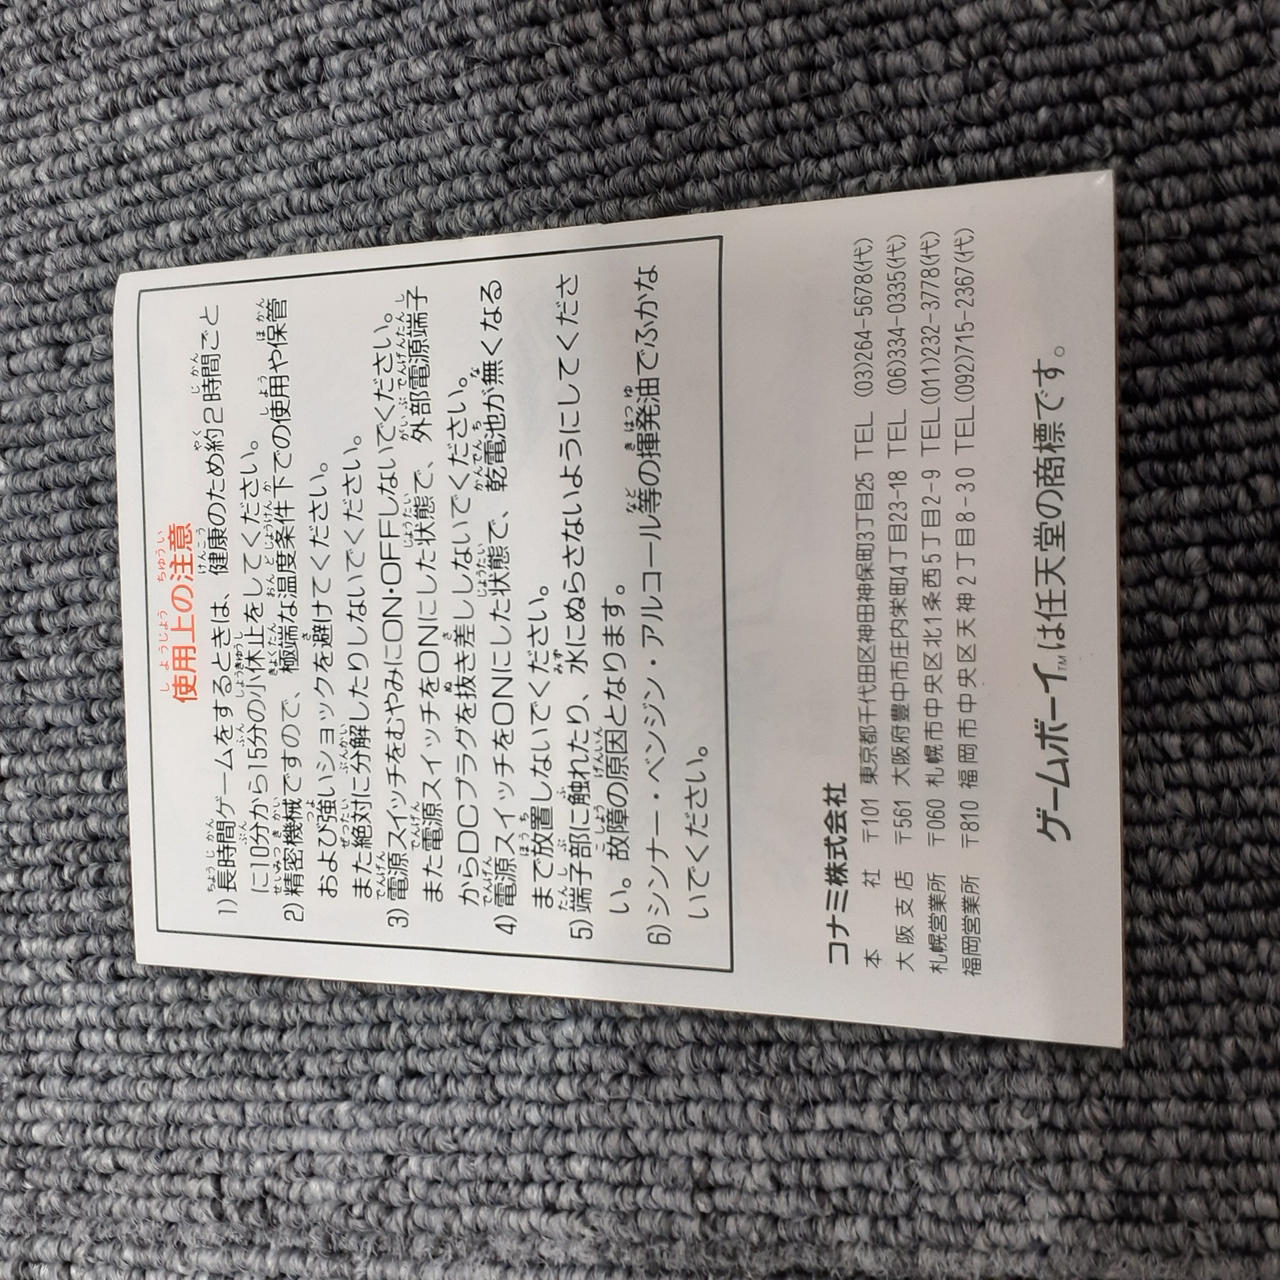 使用上の注意
1) 長時間ゲームをするときは、健康のため約2時間ごと
に10分から15分の小休止をしてください。
2) 精密機械ですので、極端な温度条件下での使用や保管
および強いショックを避けてください。
また絶対に分解したりしないでください。
3) 電源スイッチをむやみにON・OFFしないでください。
また電源スイッチをONにした状態で、外部電源端子
からDCプラグを抜き差ししないでください。
4) 電源スイッチをONにした状態で、乾電池が無くなる
まで放置しないでください。
5) 端子部に触れたり、水にぬらさないようにしてくださ
い。故障の原因となります。
6) シンナー・ベンジン・アルコール等の揮発油でふかな
いでください。
コナミ株式会社
本社 〒101 東京都千代田区神田神保町3丁目25 TEL (03)264-5678(代)
大阪支店 〒561 大阪府豊中市庄内栄町4丁目23-18 TEL (06)334-0335(代)
札幌営業所 〒060 札幌市中央区北1条西5丁目2-9 TEL(011)232-3778(代)
福岡営業所 〒810 福岡市中央区天神2丁目8-30 TEL(092)715-2367(代)
ゲームボーイ™は任天堂の商標です。